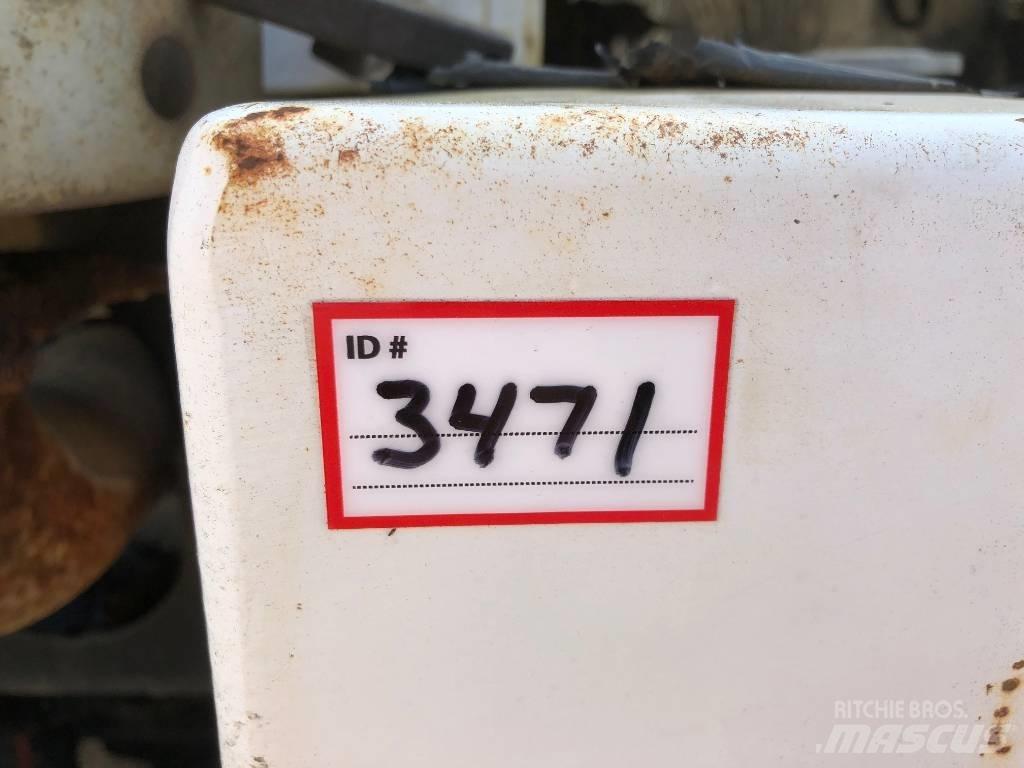 ID #
3471
RITCHIE BROS.
MASCUS